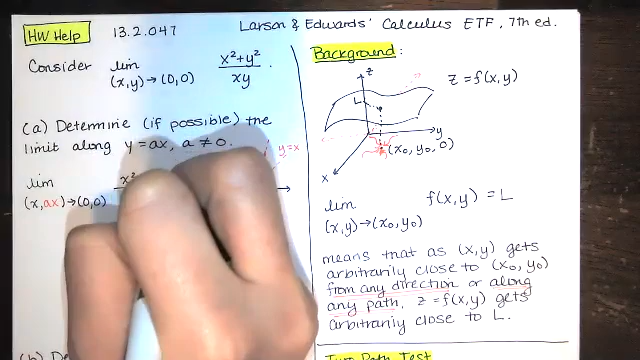 HW Help 13.2.047 Larson & Edwards' Calculus ETF, 7th ed.
Consider lim (x,y)→(0,0) x²+y² / xy .
(a) Determine (if possible) the
limit along y = ax, a ≠ 0.
y=x
lim x²
(x,ax)→(0,0)
(b) De
Background:
z
z = f(x,y)
L
y
(x₀, y₀, 0)
x
lim f(x,y) = L
(x,y)→(x₀,y₀)
means that as (x,y) gets
arbitrarily close to (x₀, y₀)
from any direction or along
any path, z = f(x,y) gets
arbitrarily close to L.
Two Path Test